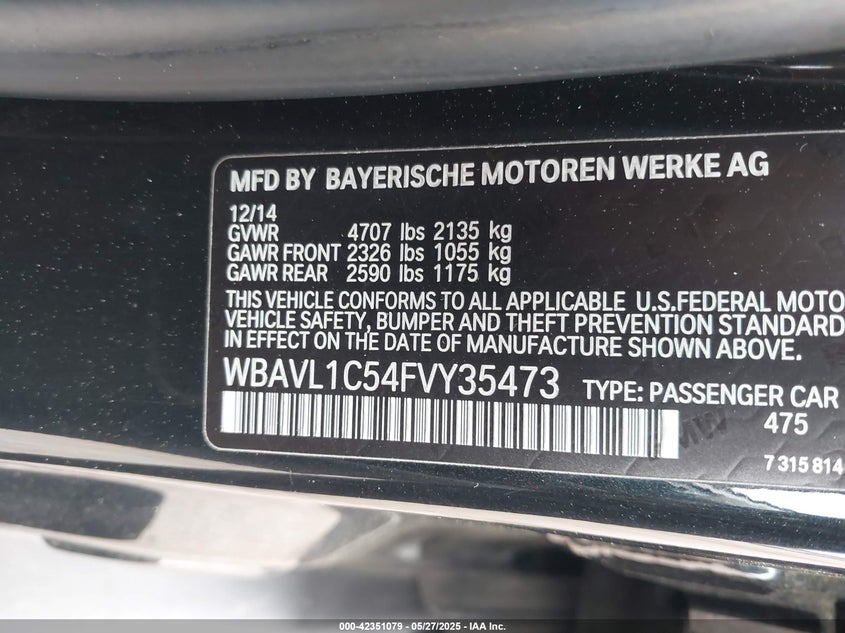 MFD BY BAYERISCHE MOTOREN WERKE AG
12/14
GVWR 4707 lbs 2135 kg
GAWR FRONT 2326 lbs 1055 kg
GAWR REAR 2590 lbs 1175 kg
THIS VEHICLE CONFORMS TO ALL APPLICABLE U.S.FEDERAL MOTO
VEHICLE SAFETY, BUMPER AND THEFT PREVENTION STANDARD
IN EFFECT ON THE DATE OF MANUFACTURE SHOWN ABOVE.
WBAVL1C54FVY35473 TYPE: PASSENGER CAR
475
7 315 814
000-42351079 - 05/27/2025 - IAA Inc.